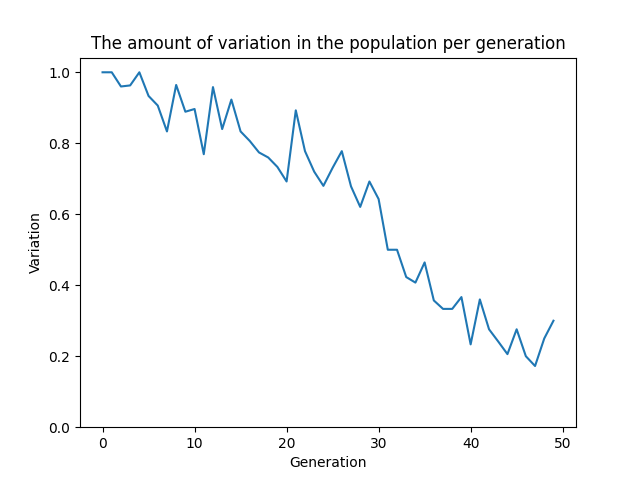 The amount of variation in the population per generation
1.0
0.8
0.6
0.4
0.2
0.0
Variation
0 10 20 30 40 50
Generation